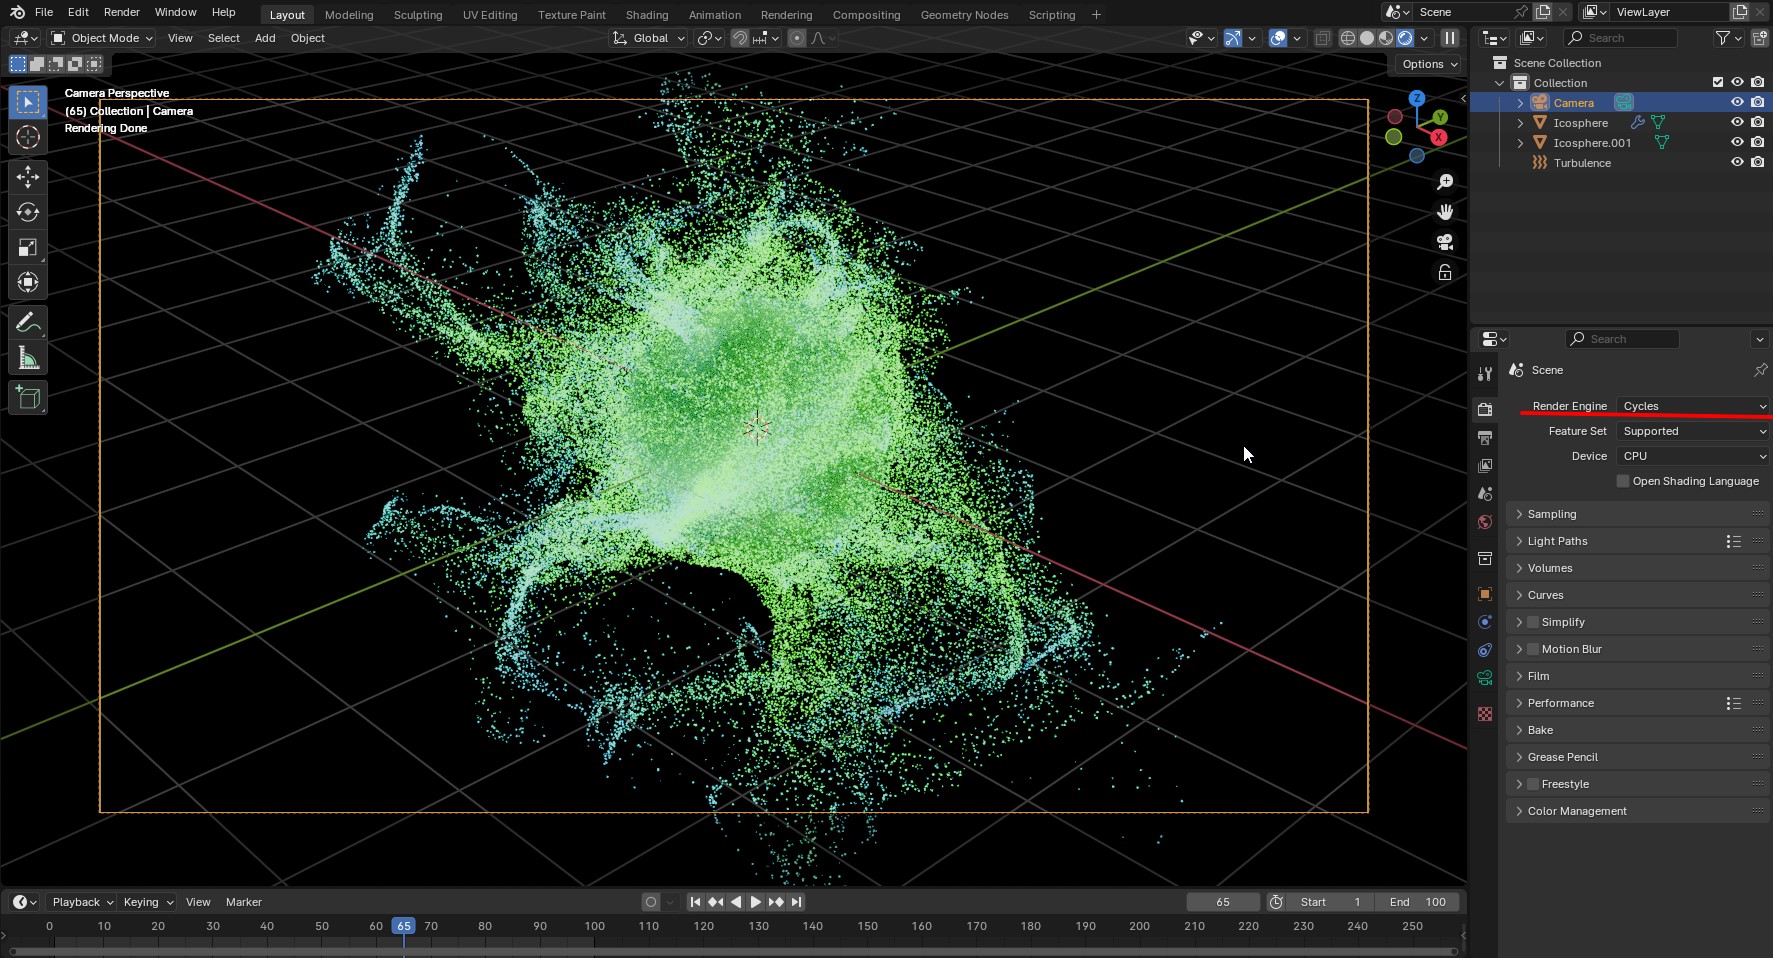 File Edit Render Window Help Layout Modeling Sculpting UV Editing Texture Paint Shading Animation Rendering Compositing Geometry Nodes Scripting + Scene ViewLayer
Object Mode View Select Add Object Global Search
Options
Camera Perspective
(65) Collection | Camera
Rendering Done
Z
Y
X
Scene Collection
Collection
Camera
Icosphere
Icosphere.001
Turbulence
Search
Scene
Render Engine Cycles
Feature Set Supported
Device CPU
Open Shading Language
Sampling
Light Paths
Volumes
Curves
Simplify
Motion Blur
Film
Performance
Bake
Grease Pencil
Freestyle
Color Management
Playback Keying View Marker 65 Start 1 End 100
0 10 20 30 40 50 60 65 70 80 90 100 110 120 130 140 150 160 170 180 190 200 210 220 230 240 250